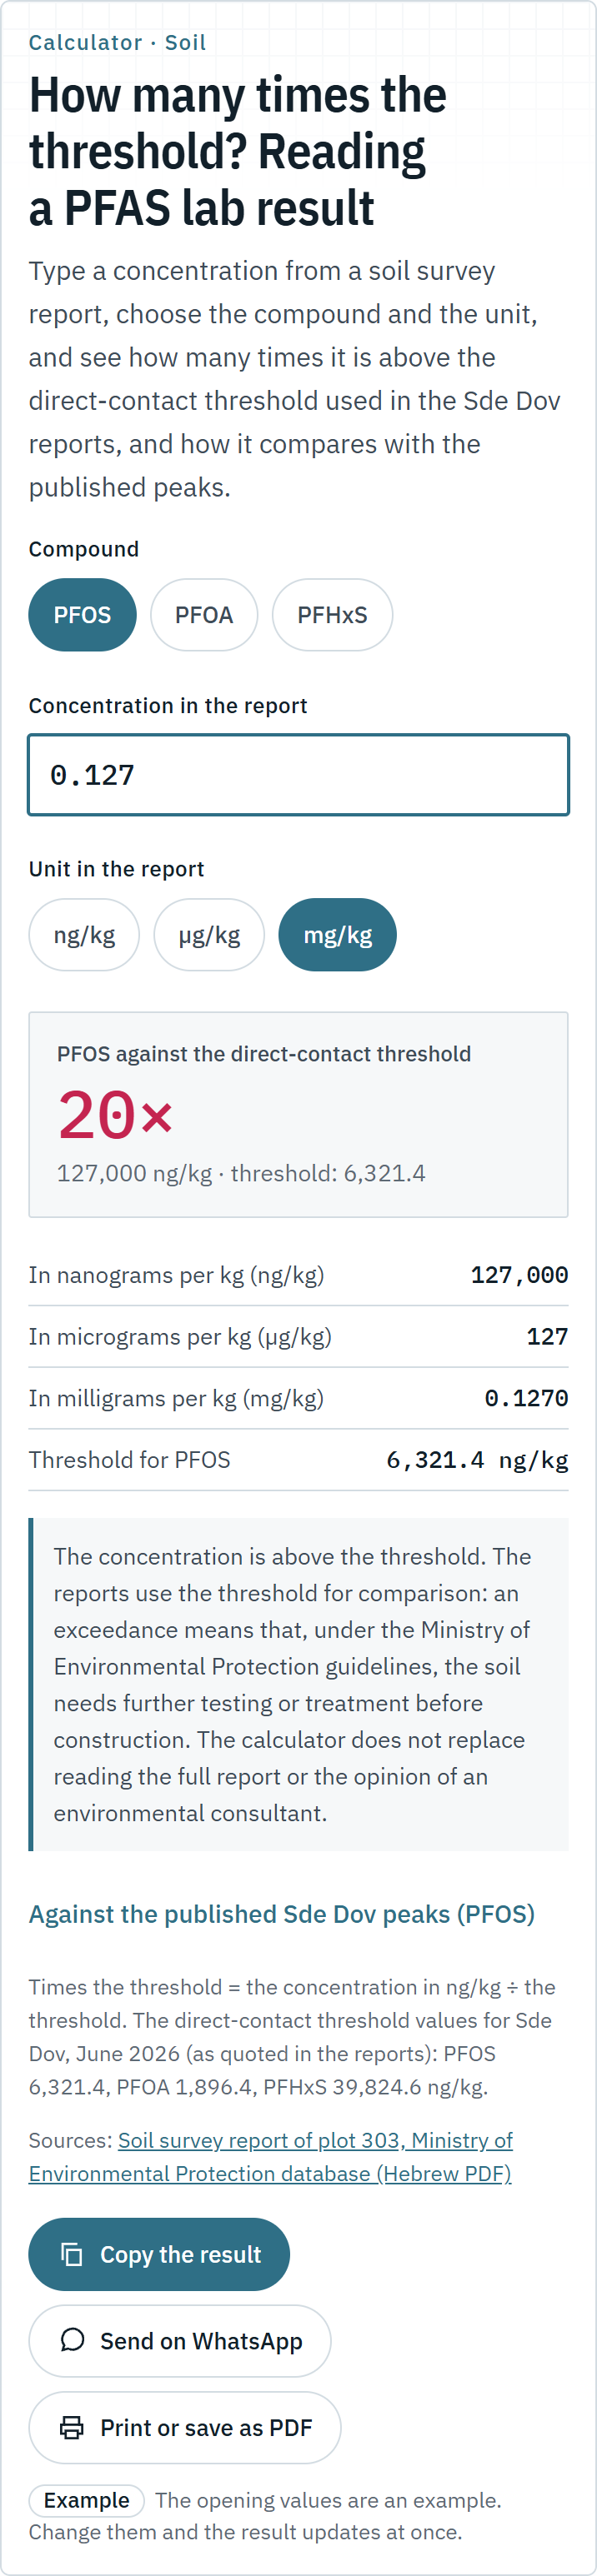 Calculator · Soil
How many times the
threshold? Reading
a PFAS lab result
Type a concentration from a soil survey
report, choose the compound and the unit,
and see how many times it is above the
direct-contact threshold used in the Sde Dov
reports, and how it compares with the
published peaks.
Compound
PFOS PFOA PFHxS
Concentration in the report
0.127
Unit in the report
ng/kg µg/kg mg/kg
PFOS against the direct-contact threshold
20×
127,000 ng/kg · threshold: 6,321.4
In nanograms per kg (ng/kg) 127,000
In micrograms per kg (µg/kg) 127
In milligrams per kg (mg/kg) 0.1270
Threshold for PFOS 6,321.4 ng/kg
The concentration is above the threshold. The
reports use the threshold for comparison: an
exceedance means that, under the Ministry of
Environmental Protection guidelines, the soil
needs further testing or treatment before
construction. The calculator does not replace
reading the full report or the opinion of an
environmental consultant.
Against the published Sde Dov peaks (PFOS)
Times the threshold = the concentration in ng/kg ÷ the
threshold. The direct-contact threshold values for Sde
Dov, June 2026 (as quoted in the reports): PFOS
6,321.4, PFOA 1,896.4, PFHxS 39,824.6 ng/kg.
Sources: Soil survey report of plot 303, Ministry of
Environmental Protection database (Hebrew PDF)
Copy the result
Send on WhatsApp
Print or save as PDF
Example The opening values are an example.
Change them and the result updates at once.